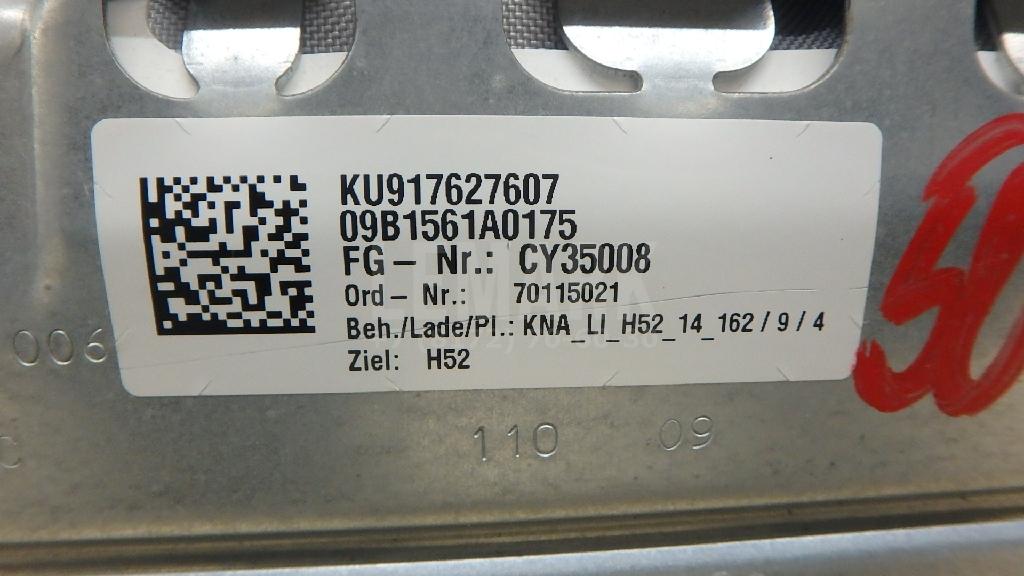 KU917627607
09B1561A0175
FG – Nr.: CY35008
Ord – Nr.: 70115021
Beh./Lade/Pl.: KNA_LI_H52_14_162 / 9 / 4
Ziel: H52
006
50
110 09